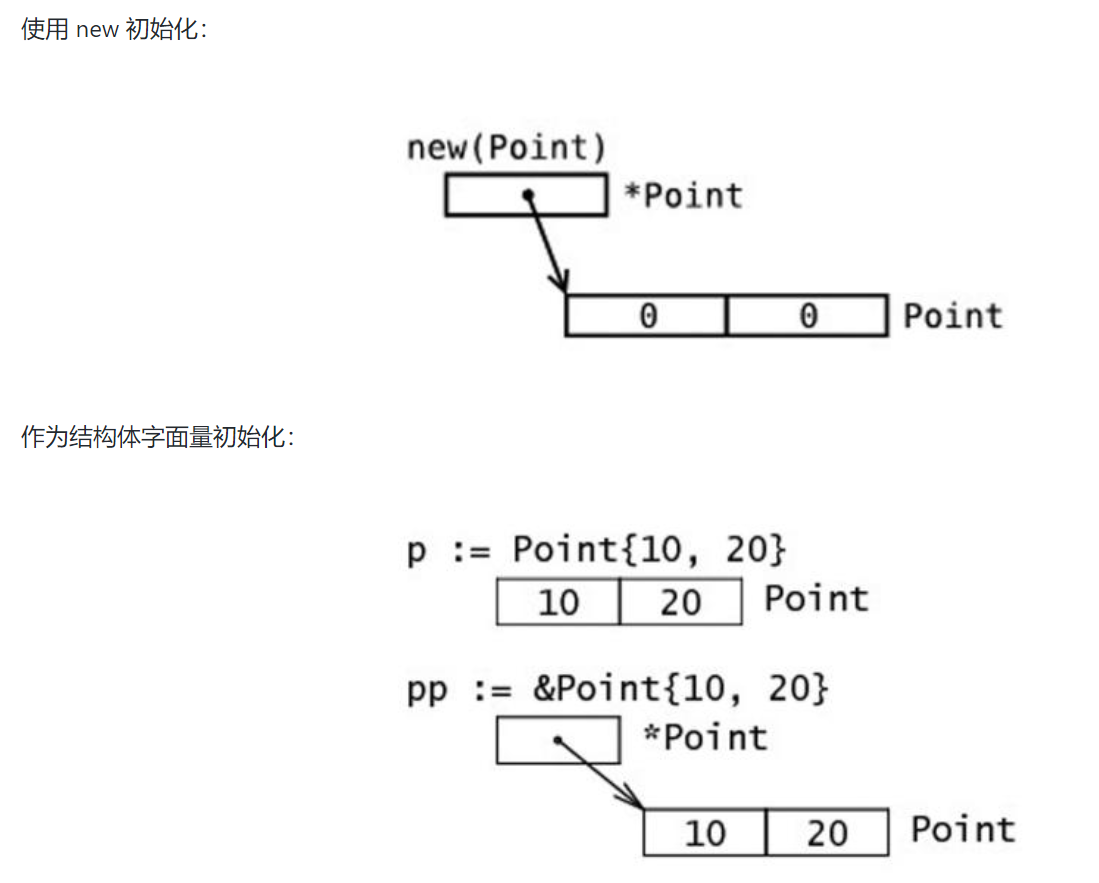 使用 new 初始化：
new(Point)
*Point
0 0 Point
作为结构体字面量初始化：
p := Point{10, 20}
10 20 Point
pp := &Point{10, 20}
*Point
10 20 Point